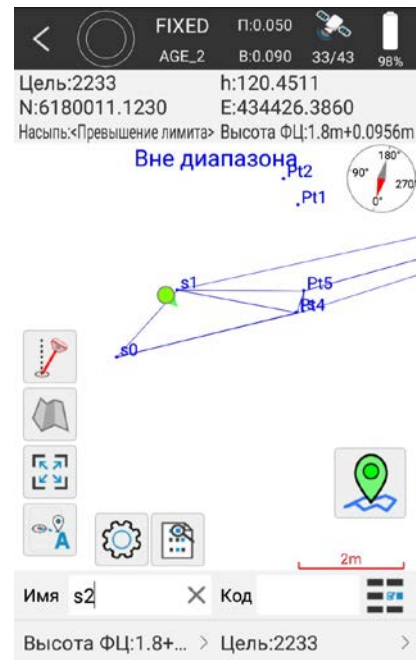 FIXED П:0.050
AGE_2 В:0.090 33/43 98%
Цель:2233 h:120.4511
N:6180011.1230 E:434426.3860
Насыпь:<Превышение лимита> Высота ФЦ:1.8m+0.0956m
Вне диапазона
180°
90° 270°
0°
Pt2
Pt1
s1 Pt5
Pt4
s0
A
2m
Имя s2 Код
Высота ФЦ:1.8+... > Цель:2233 >